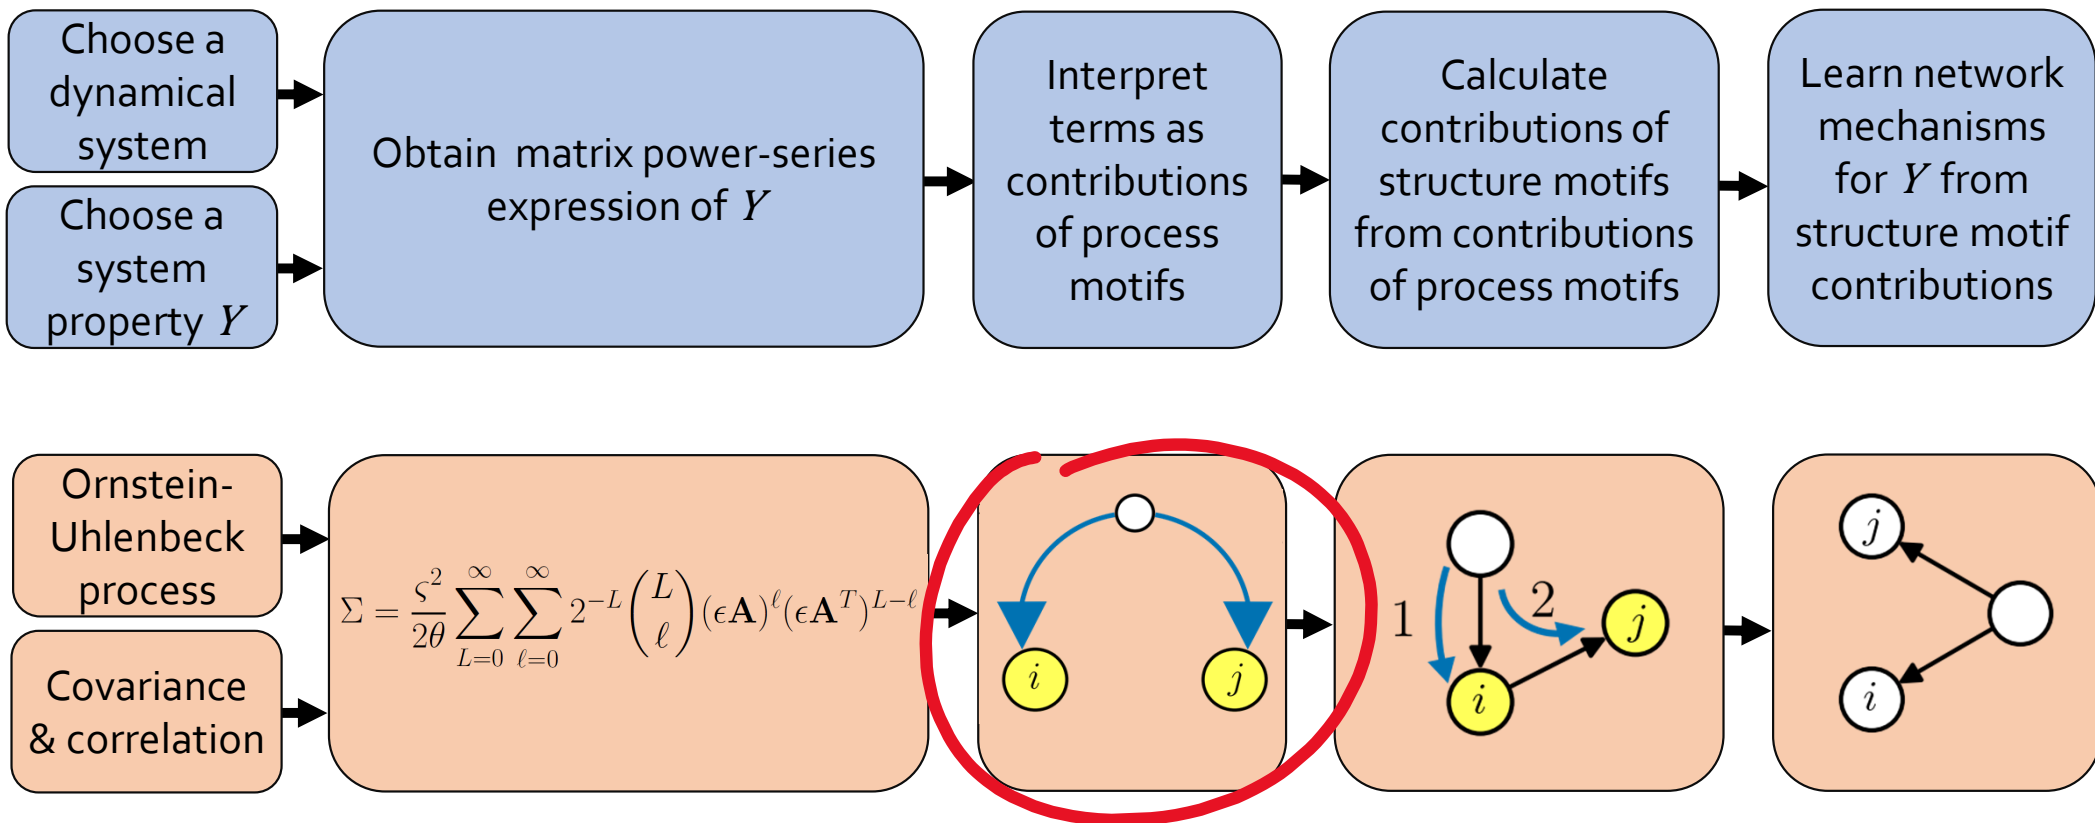 Choose a
dynamical
system
Choose a
system
property Y
Obtain matrix power-series
expression of Y
Interpret
terms as
contributions
of process
motifs
Calculate
contributions of
structure motifs
from contributions
of process motifs
Learn network
mechanisms
for Y from
structure motif
contributions
Ornstein-
Uhlenbeck
process
Covariance
& correlation
Σ = ς²/2θ ∑_{L=0}^{∞} ∑_{ℓ=0}^{∞} 2^{-L} (L ℓ) (ϵA)^ℓ (ϵA^T)^{L-ℓ}
i
j
1
2
j
i
j
i